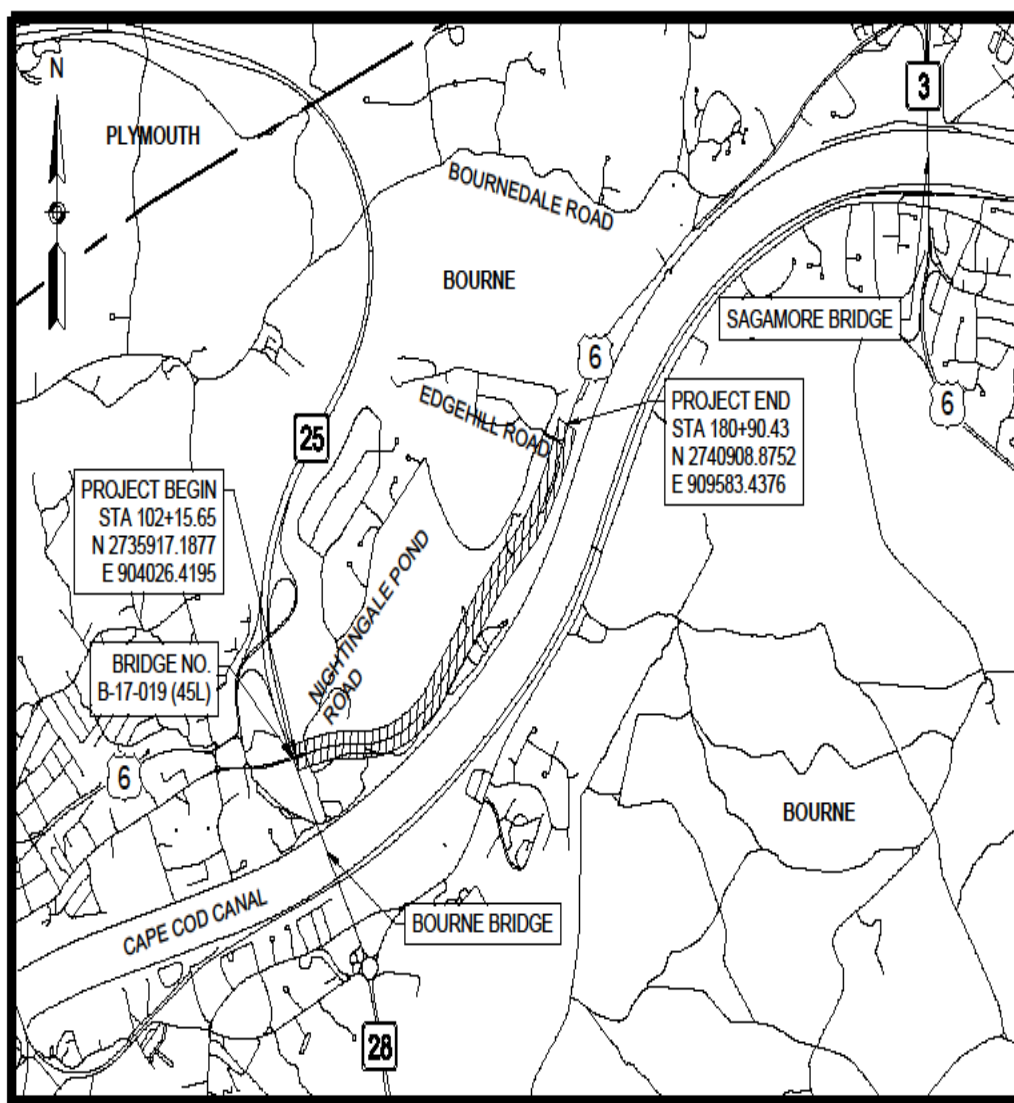 N
PLYMOUTH
3
BOURNEDALE ROAD
BOURNE
SAGAMORE BRIDGE
6
6
EDGEHILL ROAD
PROJECT END
STA 180+90.43
N 2740908.8752
E 909583.4376
25
PROJECT BEGIN
STA 102+15.65
N 2735917.1877
E 904026.4195
NIGHTINGALE POND
ROAD
BRIDGE NO.
B-17-019 (45L)
6
BOURNE
CAPE COD CANAL
BOURNE BRIDGE
28